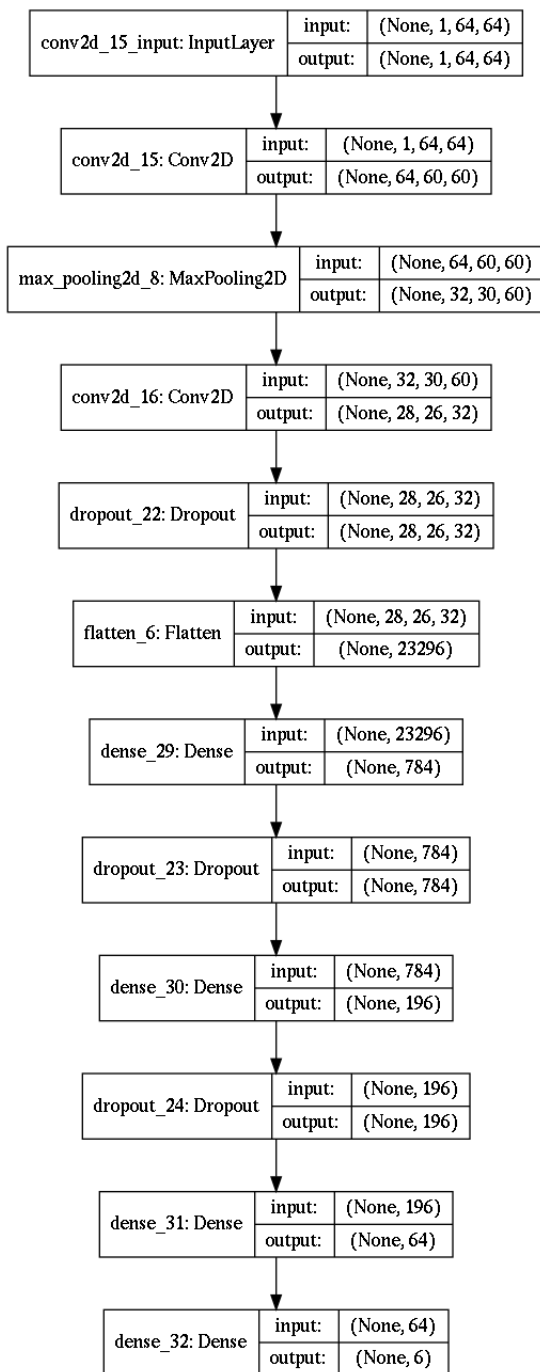 conv2d_15_input: InputLayer input: (None, 1, 64, 64)
output: (None, 1, 64, 64)
conv2d_15: Conv2D input: (None, 1, 64, 64)
output: (None, 64, 60, 60)
max_pooling2d_8: MaxPooling2D input: (None, 64, 60, 60)
output: (None, 32, 30, 60)
conv2d_16: Conv2D input: (None, 32, 30, 60)
output: (None, 28, 26, 32)
dropout_22: Dropout input: (None, 28, 26, 32)
output: (None, 28, 26, 32)
flatten_6: Flatten input: (None, 28, 26, 32)
output: (None, 23296)
dense_29: Dense input: (None, 23296)
output: (None, 784)
dropout_23: Dropout input: (None, 784)
output: (None, 784)
dense_30: Dense input: (None, 784)
output: (None, 196)
dropout_24: Dropout input: (None, 196)
output: (None, 196)
dense_31: Dense input: (None, 196)
output: (None, 64)
dense_32: Dense input: (None, 64)
output: (None, 6)